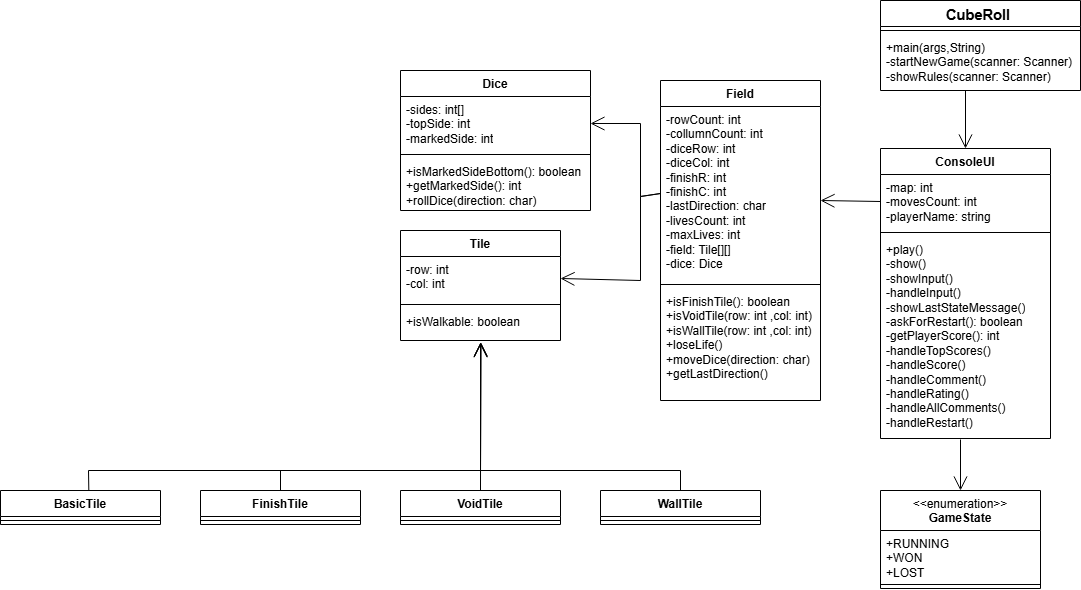 CubeRoll
+main(args,String)
-startNewGame(scanner: Scanner)
-showRules(scanner: Scanner)
Dice
-sides: int[]
-topSide: int
-markedSide: int
+isMarkedSideBottom(): boolean
+getMarkedSide(): int
+rollDice(direction: char)
Field
-rowCount: int
-collumnCount: int
-diceRow: int
-diceCol: int
-finishR: int
-finishC: int
-lastDirection: char
-livesCount: int
-maxLives: int
-field: Tile[][]
-dice: Dice
+isFinishTile(): boolean
+isVoidTile(row: int ,col: int)
+isWallTile(row: int ,col: int)
+loseLife()
+moveDice(direction: char)
+getLastDirection()
ConsoleUI
-map: int
-movesCount: int
-playerName: string
+play()
-show()
-showInput()
-handleInput()
-showLastStateMessage()
-askForRestart(): boolean
-getPlayerScore(): int
-handleTopScores()
-handleScore()
-handleComment()
-handleRating()
-handleAllComments()
-handleRestart()
Tile
-row: int
-col: int
+isWalkable: boolean
BasicTile
FinishTile
VoidTile
WallTile
<<enumeration>>
GameState
+RUNNING
+WON
+LOST